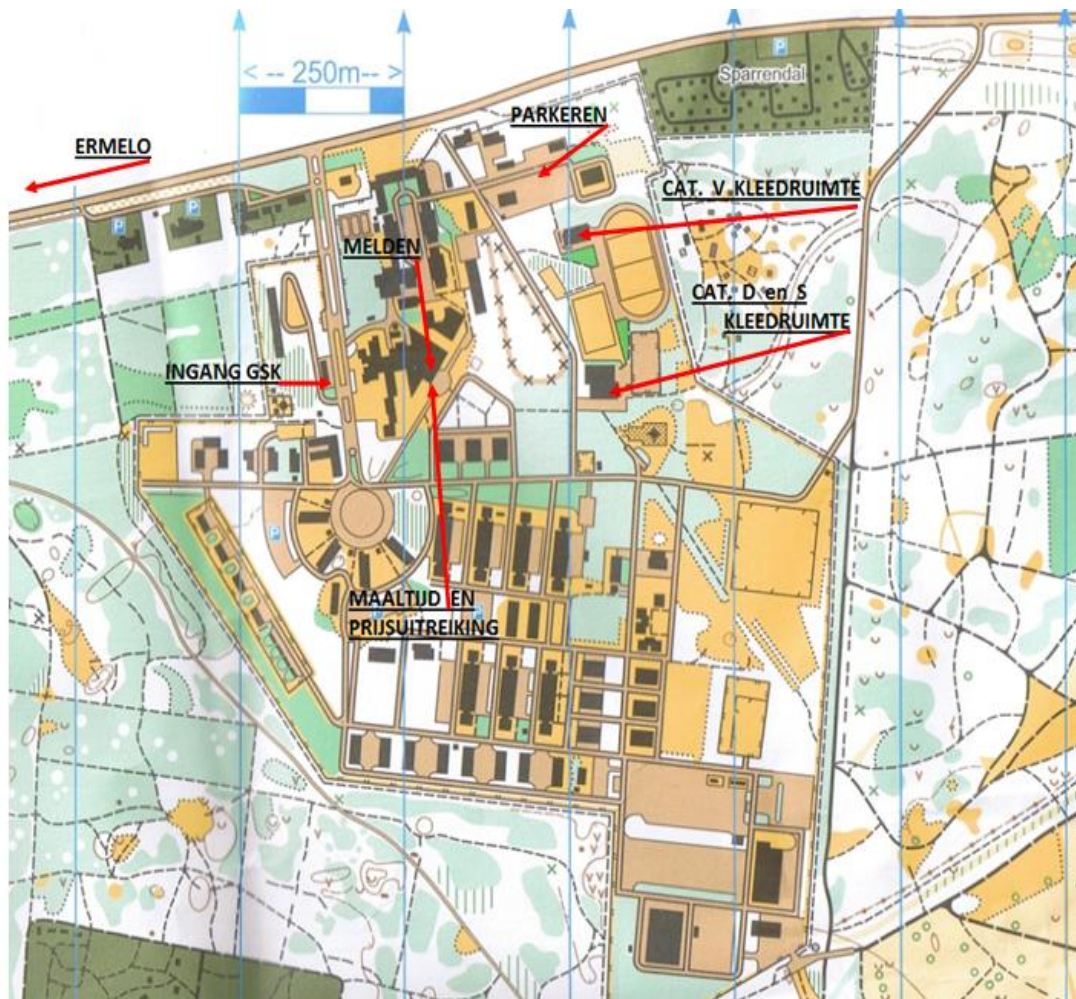 < -- 250m-- >
Sparrendal
P
PARKEREN
ERMELO
CAT. V KLEEDRUIMTE
P
P
MELDEN
CAT. D en S
KLEEDRUIMTE
INGANG GSK
P
MAALTIJD EN
PRIJSUITREIKING
P
P